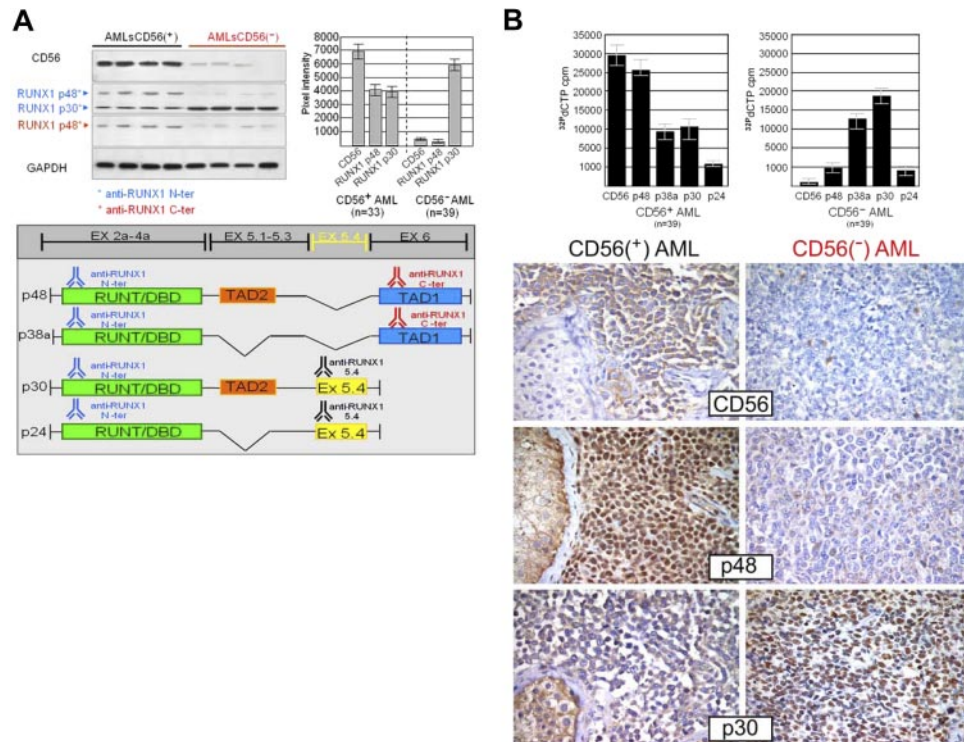 A
AMLsCD56(+) AMLsCD56(-)
CD56
RUNX1 p48*
RUNX1 p30*
RUNX1 p48*
GAPDH
* anti-RUNX1 N-ter
* anti-RUNX1 C-ter
Pixel intensity
8000
7000
6000
5000
4000
3000
2000
1000
CD56
RUNX1 p48
RUNX1 p30
CD56
RUNX1 p48
RUNX1 p30
CD56+ AML
(n=33)
CD56- AML
(n=39)
EX 2a-4a EX 5.1-5.3 EX 5.4 EX 6
anti-RUNX1
N-ter
anti-RUNX1
C-ter
p48 RUNT/DBD TAD2 TAD1
anti-RUNX1
N-ter
anti-RUNX1
C-ter
p38a RUNT/DBD TAD1
anti-RUNX1
N-ter
anti-RUNX1
5.4
p30 RUNT/DBD TAD2 Ex 5.4
anti-RUNX1
N-ter
anti-RUNX1
5.4
p24 RUNT/DBD Ex 5.4
B
32P dCTP cpm
35000
30000
25000
20000
15000
10000
1000
CD56 p48 p38a p30 p24
CD56+ AML
(n=39)
32P dCTP cpm
35000
30000
25000
20000
15000
10000
1000
CD56 p48 p38a p30 p24
CD56- AML
(n=39)
CD56(+) AML CD56(-) AML
CD56
p48
p30